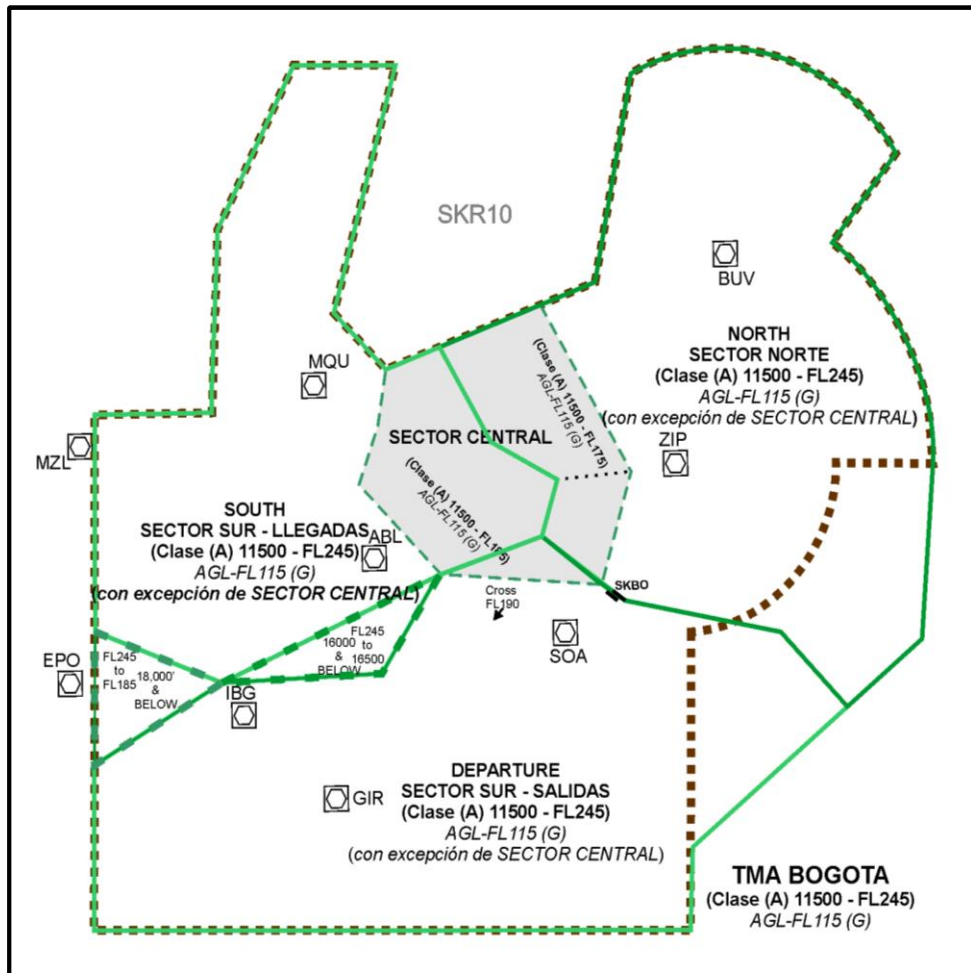 SKR10
BUV
NORTH
SECTOR NORTE
(Clase (A) 11500 - FL245)
AGL-FL115 (G)
(con excepción de SECTOR CENTRAL)
MQU
(Clase (A) 11500 - FL175)
AGL-FL115 (G)
SECTOR CENTRAL
ZIP
MZL
(Clase (A) 11500 - FL195)
AGL-FL115 (G)
SOUTH
SECTOR SUR - LLEGADAS
(Clase (A) 11500 - FL245)
AGL-FL115 (G)
(con excepción de SECTOR CENTRAL)
ABL
Cross
FL190
SKBO
SOA
EPO
FL245
to
FL185
18,000'
&
BELOW
IBG
16000
&
BELOW
FL245
to
16500
GIR
DEPARTURE
SECTOR SUR - SALIDAS
(Clase (A) 11500 - FL245)
AGL-FL115 (G)
(con excepción de SECTOR CENTRAL)
TMA BOGOTA
(Clase (A) 11500 - FL245)
AGL-FL115 (G)